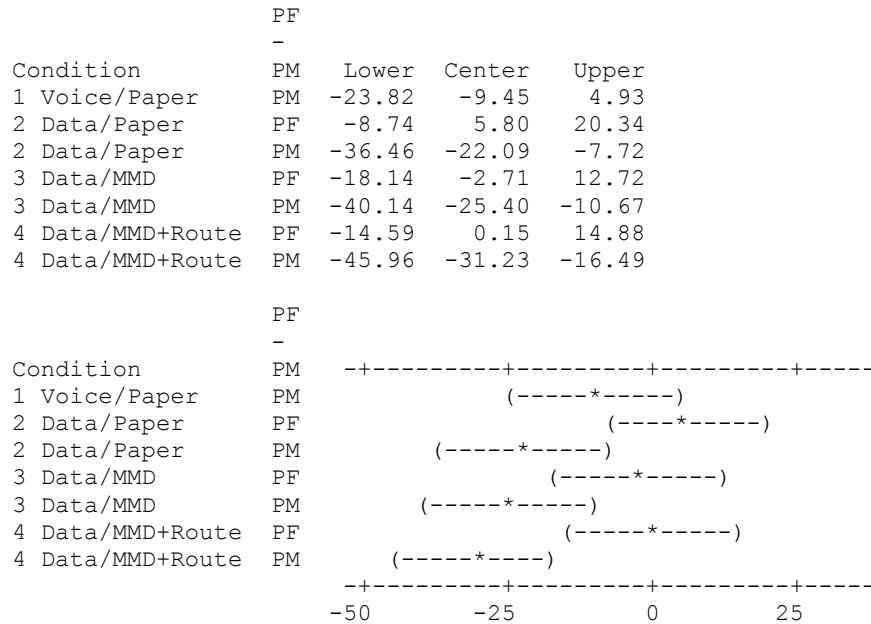 PF
                  -
Condition         PM   Lower  Center   Upper
1 Voice/Paper     PM  -23.82   -9.45    4.93
2 Data/Paper      PF   -8.74    5.80   20.34
2 Data/Paper      PM  -36.46  -22.09   -7.72
3 Data/MMD        PF  -18.14   -2.71   12.72
3 Data/MMD        PM  -40.14  -25.40  -10.67
4 Data/MMD+Route  PF  -14.59    0.15   14.88
4 Data/MMD+Route  PM  -45.96  -31.23  -16.49

                  PF
                  -
Condition         PM   -+---------+---------+---------+-----
1 Voice/Paper     PM              (-----*-----)
2 Data/Paper      PF                     (----*-----)
2 Data/Paper      PM         (-----*-----)
3 Data/MMD        PF                 (-----*-----)
3 Data/MMD        PM        (-----*-----)
4 Data/MMD+Route  PF                  (-----*-----)
4 Data/MMD+Route  PM      (-----*----)
                       -+---------+---------+---------+-----
                      -50       -25         0        25